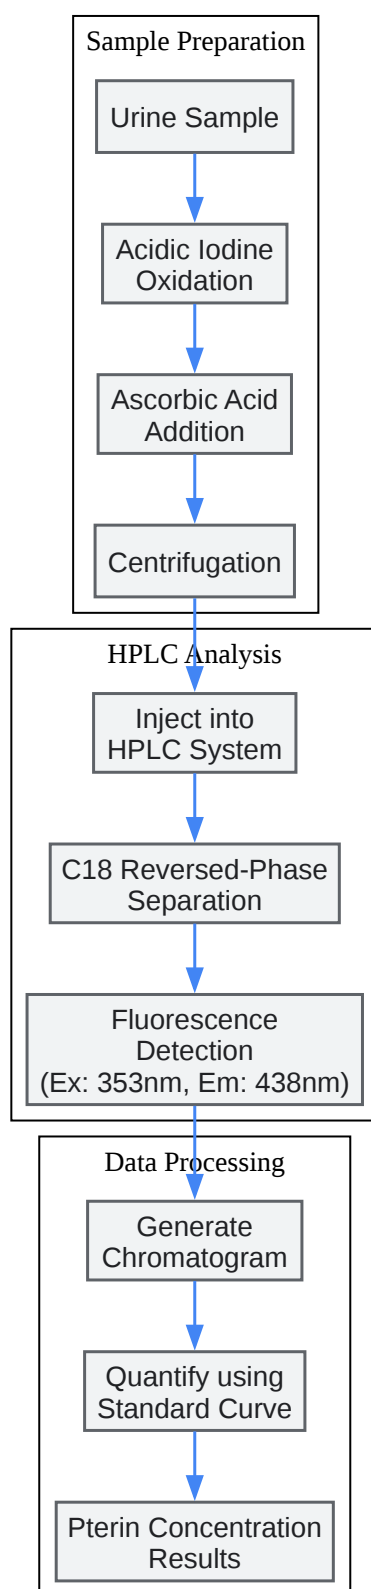 Sample Preparation
Urine Sample
Acidic Iodine
Oxidation
Ascorbic Acid
Addition
Centrifugation
HPLC Analysis
Inject into
HPLC System
C18 Reversed-Phase
Separation
Fluorescence
Detection
(Ex: 353nm, Em: 438nm)
Data Processing
Generate
Chromatogram
Quantify using
Standard Curve
Pterin Concentration
Results